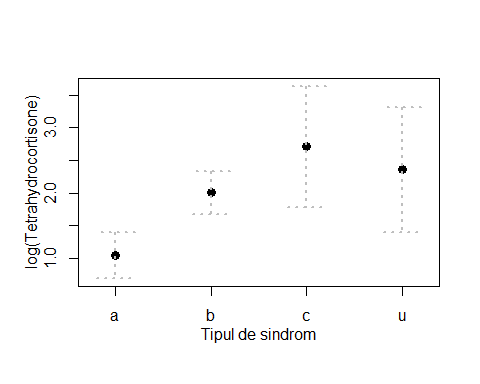 log(Tetrahydrocortisone)
3.0
2.0
1.0
a b c u
Tipul de sindrom